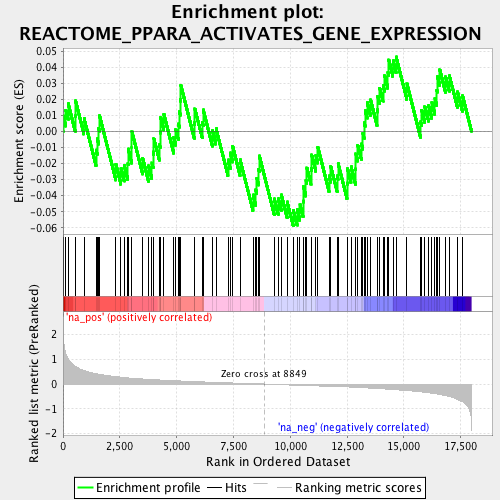 Enrichment plot:
REACTOME_PPARA_ACTIVATES_GENE_EXPRESSION
Enrichment score (ES)
0.05
0.04
0.03
0.02
0.01
0.00
-0.01
-0.02
-0.03
-0.04
-0.05
-0.06
'na_pos' (positively correlated)
Ranked list metric (PreRanked)
2
1
0
-1
-2
Zero cross at 8849
'na_neg' (negatively correlated)
0
2,500
5,000
7,500
10,000
12,500
15,000
17,500
Rank in Ordered Dataset
Enrichment profile
Hits
Ranking metric scores